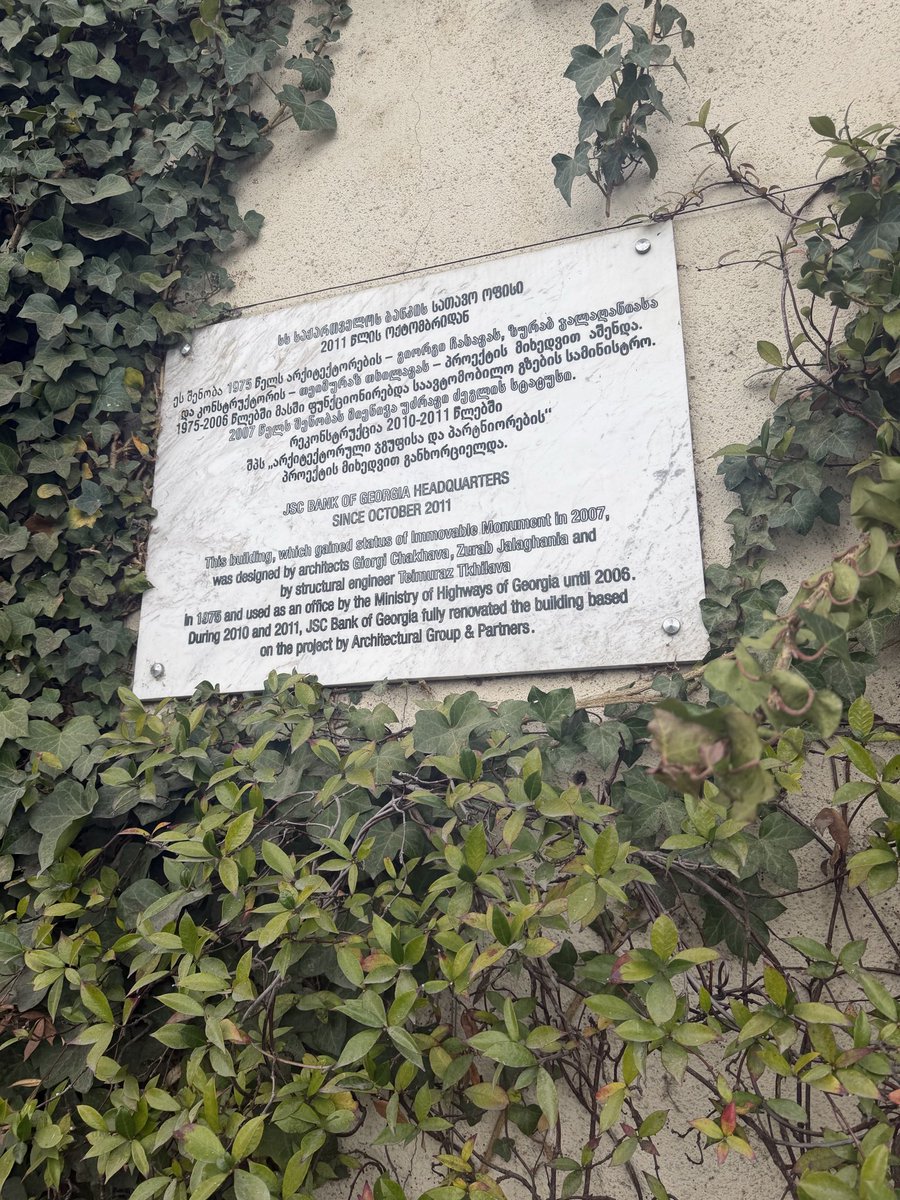 სს საქართველოს ბანკის სათავო ოფისი
2011 წლის ოქტომბრიდან
ეს შენობა 1975 წელს არქიტექტორების - გიორგი ჩახავას, ზურაბ ჯალაღანიასა
და კონსტრუქტორის - თეიმურაზ თხილავას - პროექტის მიხედვით აშენდა.
1975-2006 წლებში მასში ფუნქციონირებდა საავტომობილო გზების სამინისტრო.
2007 წელს შენობას მიენიჭა უძრავი ძეგლის სტატუსი.
რეკონსტრუქცია 2010-2011 წლებში
შპს „არქიტექტორული ჯგუფისა და პარტნიორების“
პროექტის მიხედვით განხორციელდა.
JSC BANK OF GEORGIA HEADQUARTERS
SINCE OCTOBER 2011
This building, which gained status of Immovable Monument in 2007,
was designed by architects Giorgi Chakhava, Zurab Jalaghania and
by structural engineer Teimuraz Tkhilava
in 1975 and used as an office by the Ministry of Highways of Georgia until 2006.
During 2010 and 2011, JSC Bank of Georgia fully renovated the building based
on the project by Architectural Group & Partners.